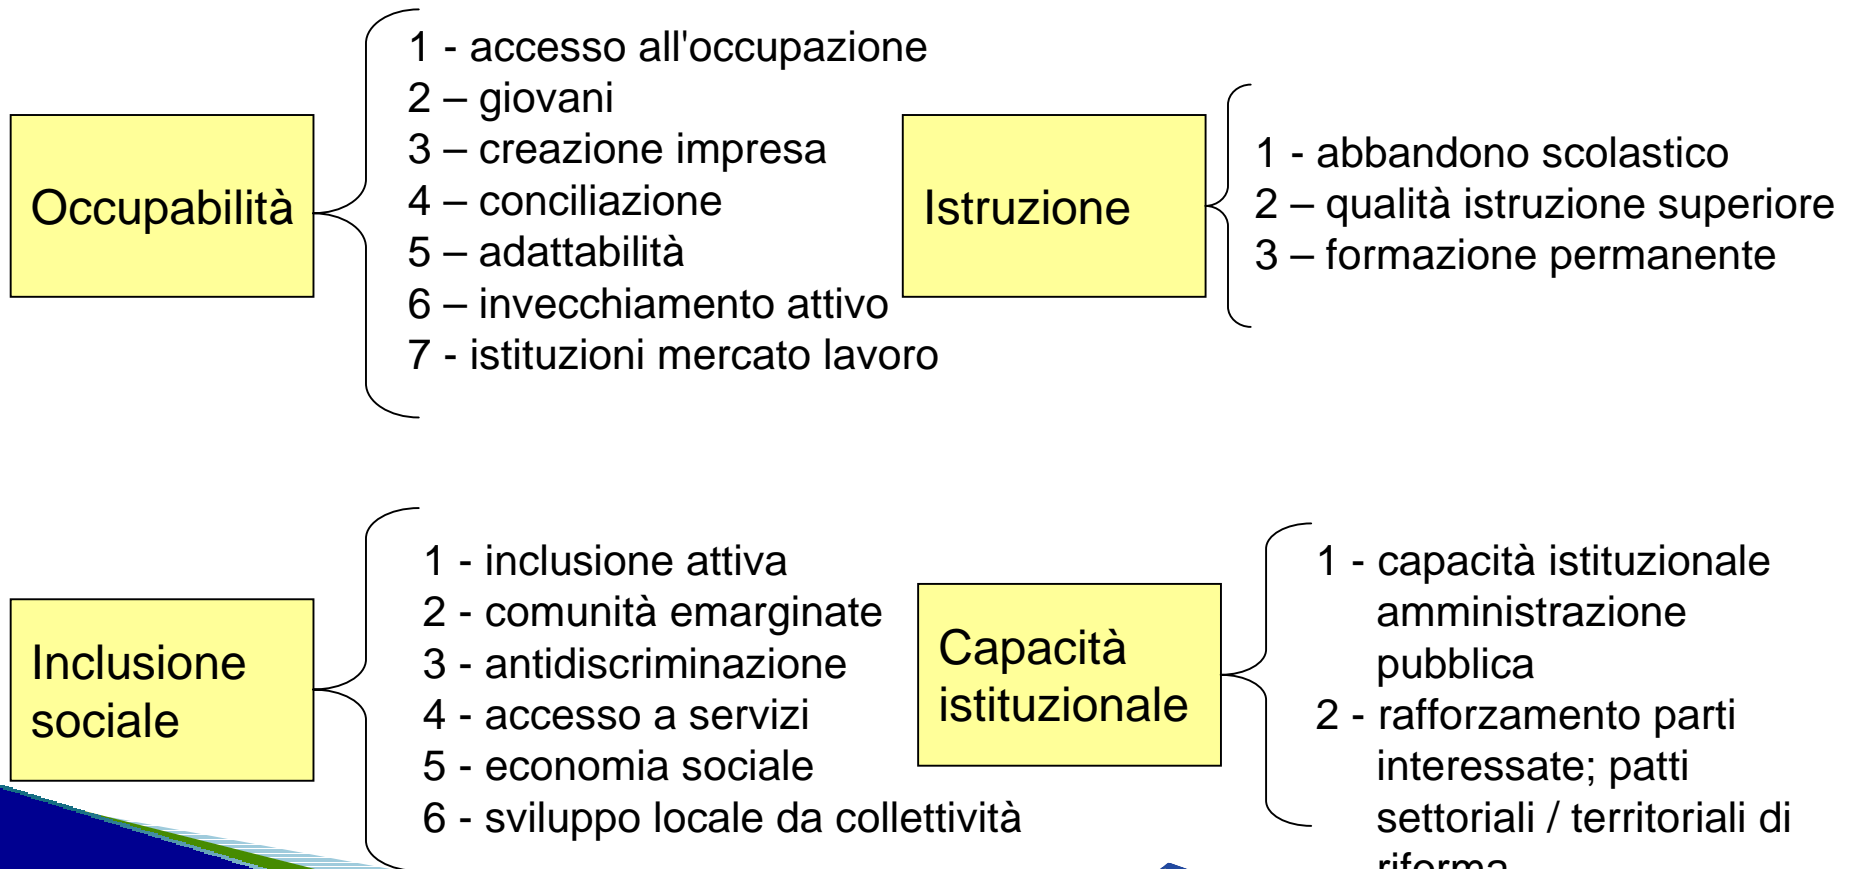 Occupabilità
1 - accesso all'occupazione
2 – giovani
3 – creazione impresa
4 – conciliazione
5 – adattabilità
6 – invecchiamento attivo
7 - istituzioni mercato lavoro
Istruzione
1 - abbandono scolastico
2 – qualità istruzione superiore
3 – formazione permanente
Inclusione
sociale
1 - inclusione attiva
2 - comunità emarginate
3 - antidiscriminazione
4 - accesso a servizi
5 - economia sociale
6 - sviluppo locale da collettività
Capacità
istituzionale
1 - capacità istituzionale
amministrazione
pubblica
2 - rafforzamento parti
interessate; patti
settoriali / territoriali di
riforma